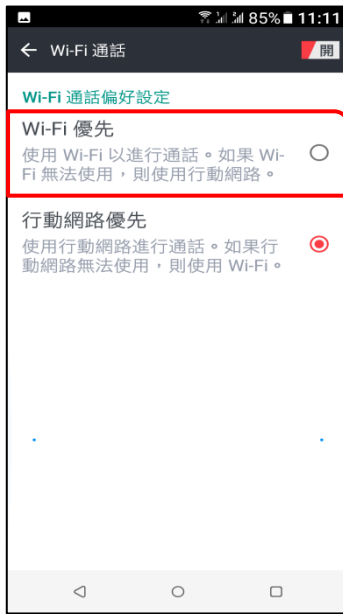 85% 11:11
Wi-Fi 通話 開
Wi-Fi 通話偏好設定
Wi-Fi 優先
使用 Wi-Fi 以進行通話。如果 Wi-
Fi 無法使用，則使用行動網路。
行動網路優先
使用行動網路進行通話。如果行
動網路無法使用，則使用 Wi-Fi。